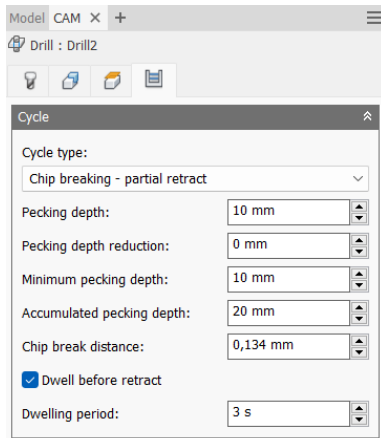 Model CAM × +
Drill : Drill2
Cycle
Cycle type:
Chip breaking - partial retract
Pecking depth: 10 mm
Pecking depth reduction: 0 mm
Minimum pecking depth: 10 mm
Accumulated pecking depth: 20 mm
Chip break distance: 0,134 mm
Dwell before retract
Dwelling period: 3 s